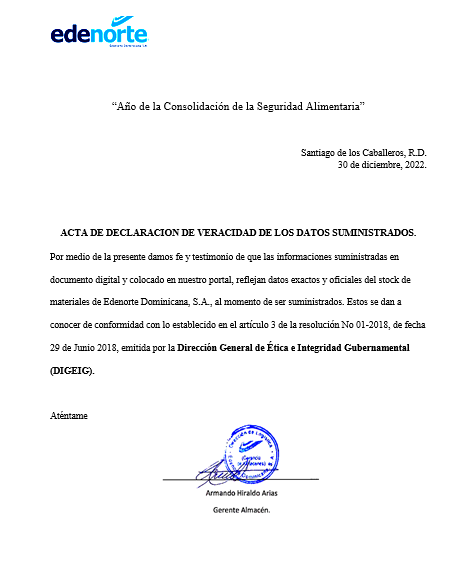 edenorte
“Año de la Consolidación de la Seguridad Alimentaria”
Santiago de los Caballeros, R.D.
30 de diciembre, 2022.
ACTA DE DECLARACION DE VERACIDAD DE LOS DATOS SUMINISTRADOS.
Por medio de la presente damos fe y testimonio de que las informaciones suministradas en
documento digital y colocado en nuestro portal, reflejan datos exactos y oficiales del stock de
materiales de Edenorte Dominicana, S.A., al momento de ser suministrados. Estos se dan a
conocer de conformidad con lo establecido en el artículo 3 de la resolución No 01-2018, de fecha
29 de Junio 2018, emitida por la Dirección General de Ética e Integridad Gubernamental
(DIGEIG).
Aténtame
Armando Hiraldo Arias
Gerente Almacén.